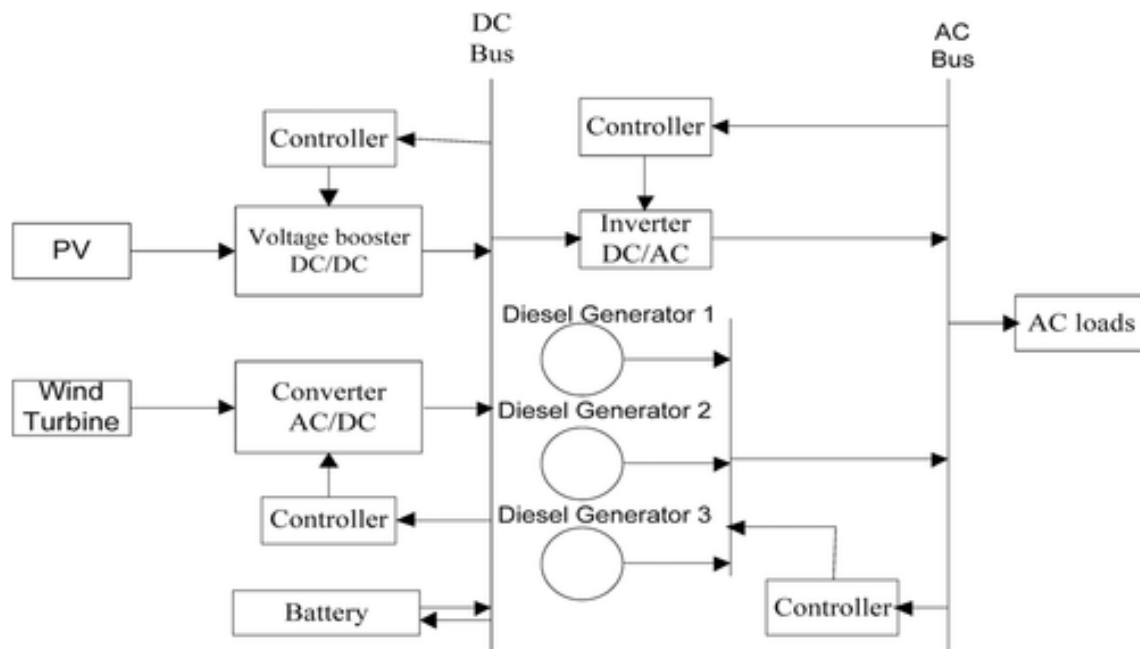 DC
Bus
AC
Bus
Controller
Controller
PV
Voltage booster
DC/DC
Inverter
DC/AC
Diesel Generator 1
AC loads
Wind
Turbine
Converter
AC/DC
Diesel Generator 2
Controller
Diesel Generator 3
Battery
Controller